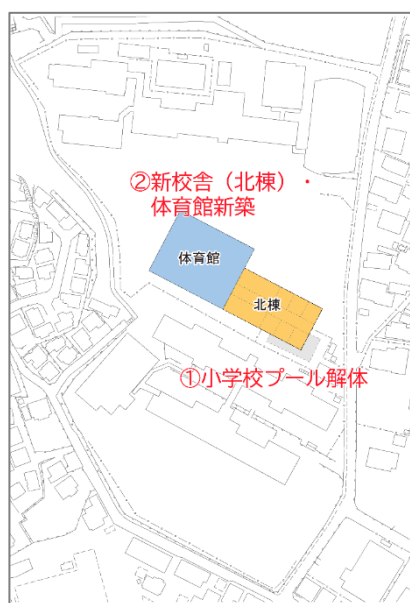 ②新校舎（北棟）・
体育館新築
体育館
北棟
①小学校プール解体